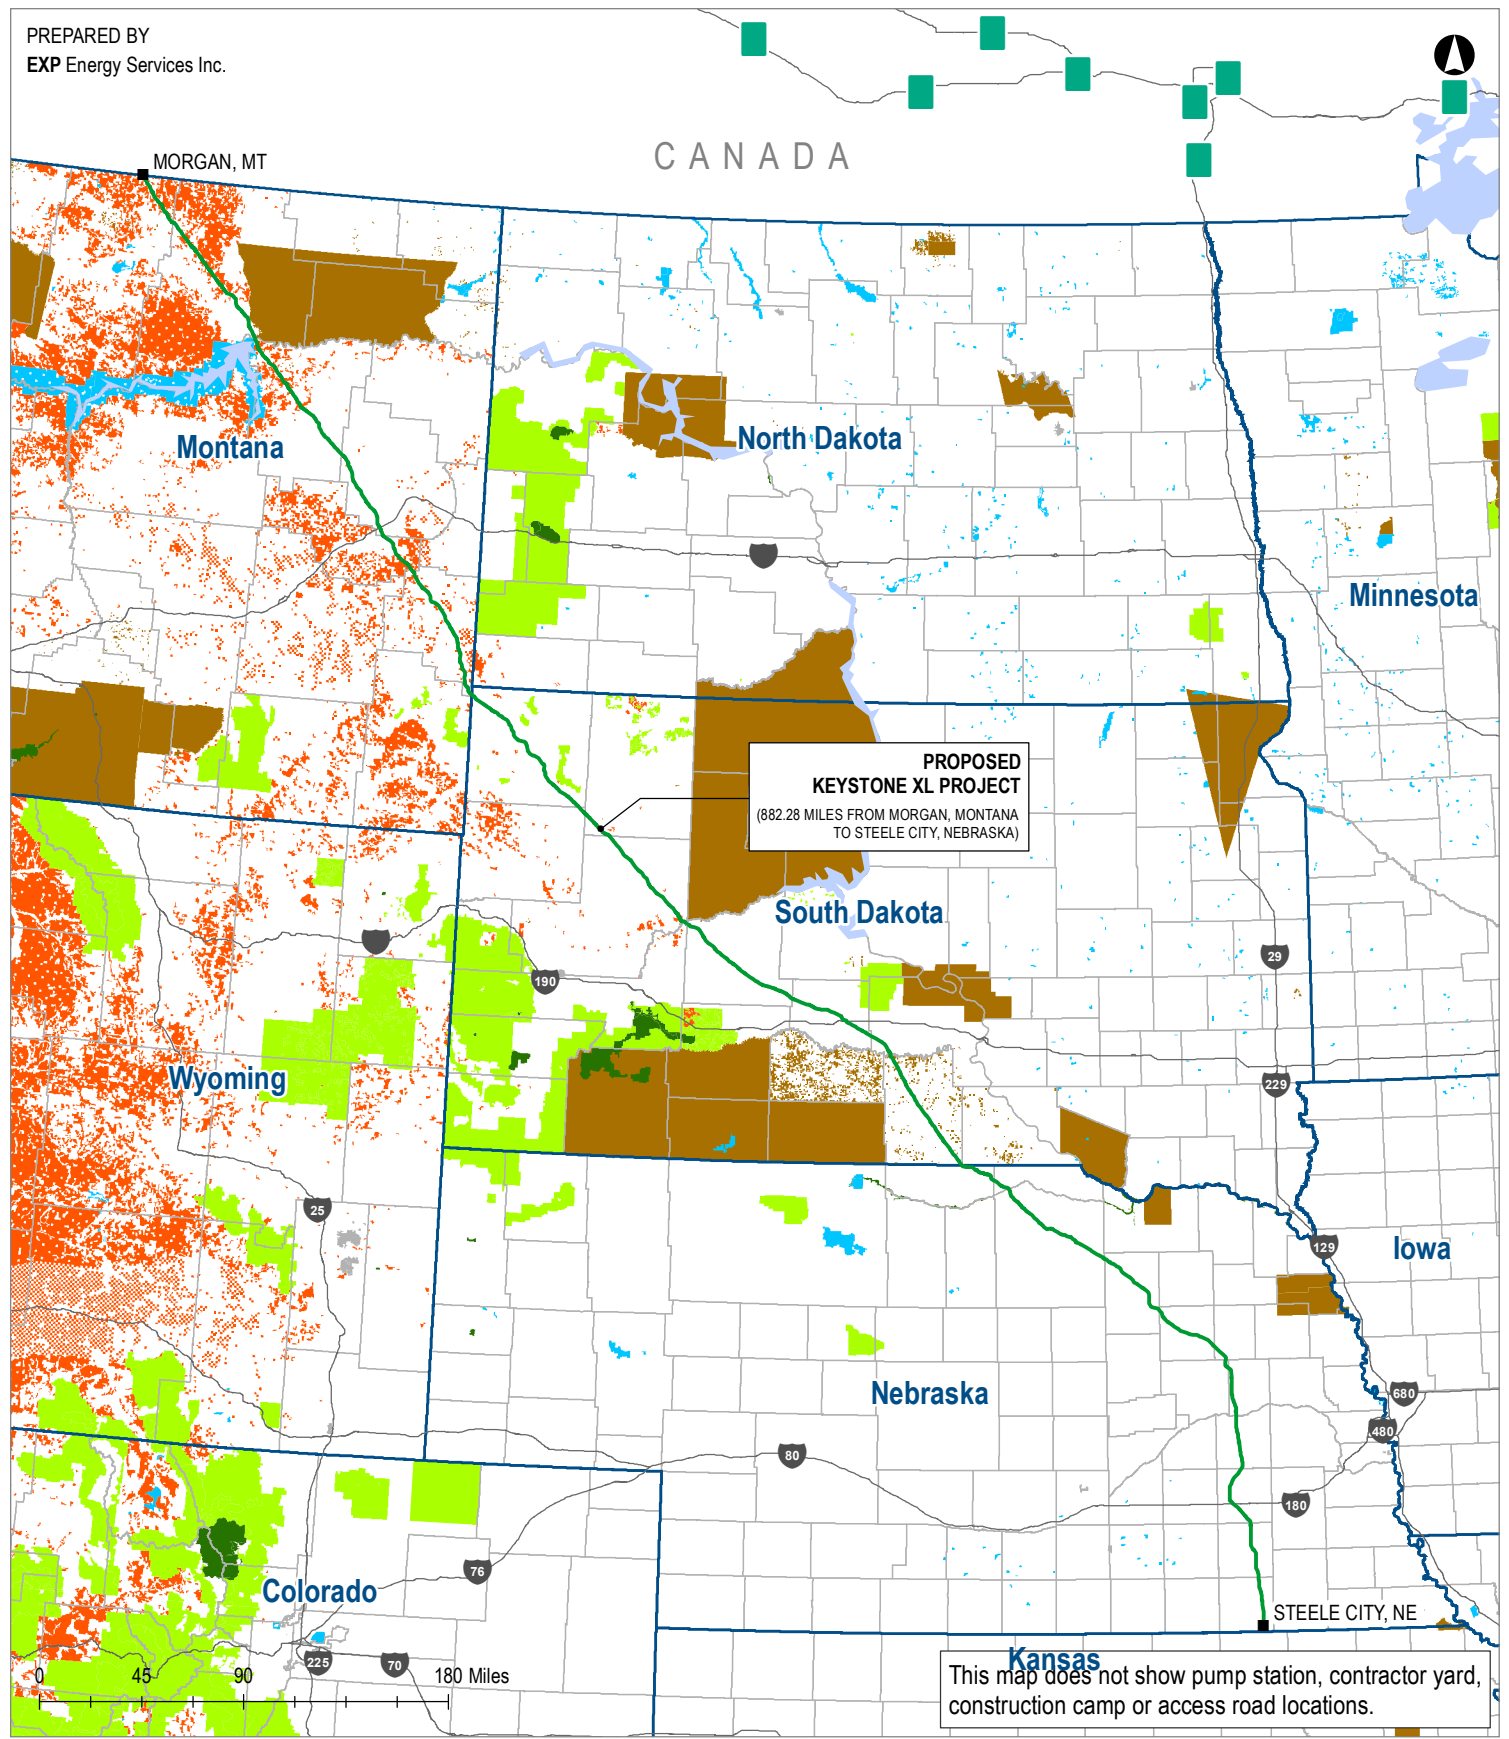 PREPARED BY
EXP Energy Services Inc.
CANADA
MORGAN, MT
Montana
North Dakota
Minnesota
PROPOSED
KEYSTONE XL PROJECT
(882.28 MILES FROM MORGAN, MONTANA
TO STEELE CITY, NEBRASKA)
South Dakota
29
190
Wyoming
229
25
129
Iowa
Nebraska
680
480
80
180
76
Colorado
STEELE CITY, NE
225
70
Kansas
0 45 90 180 Miles
This map does not show pump station, contractor yard,
construction camp or access road locations.